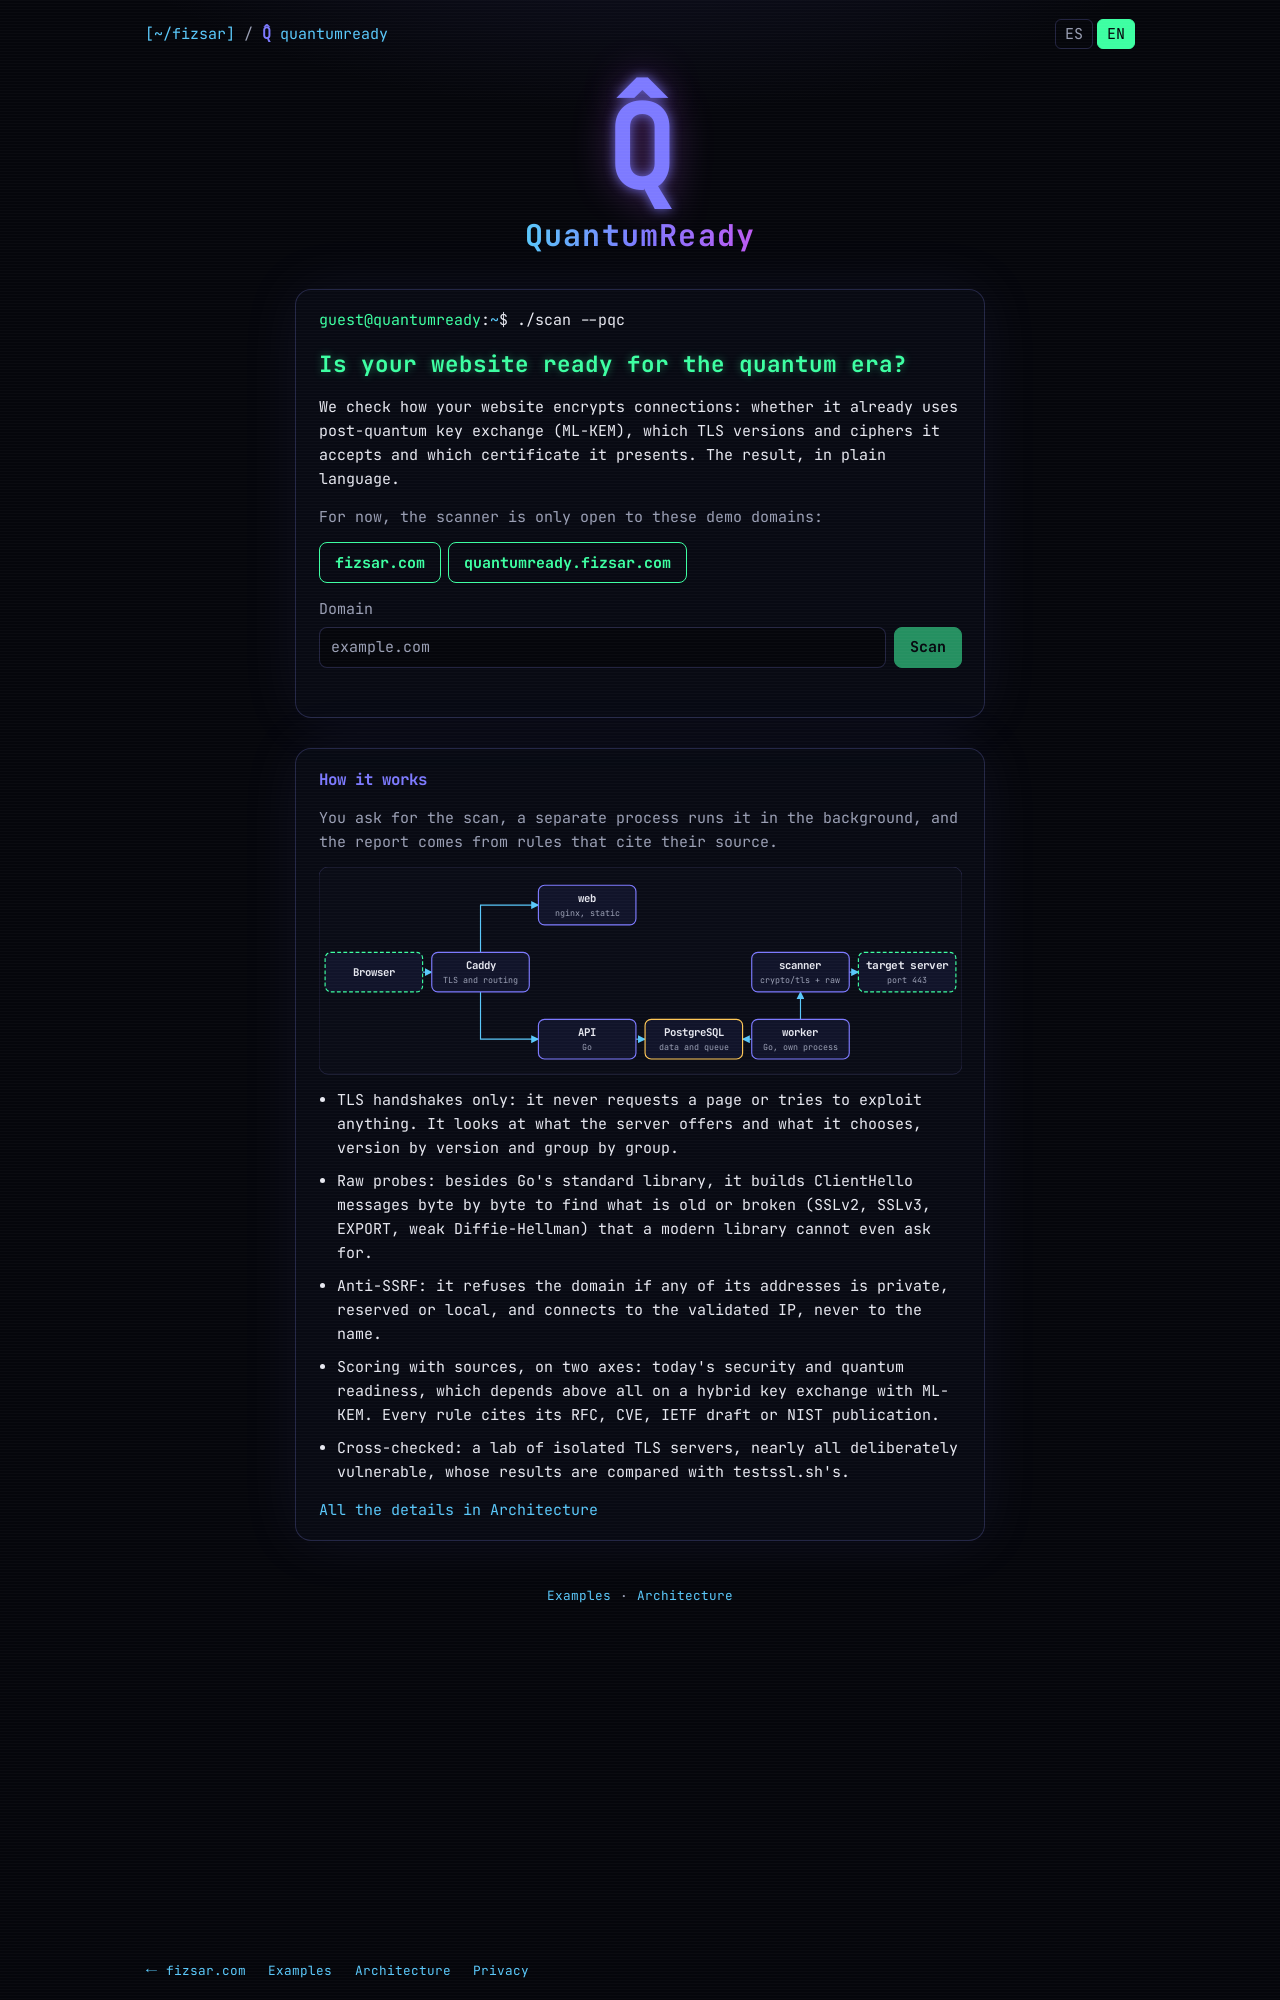 [~/fizsar] / Q̂ quantumready
ES EN
Q̂
QuantumReady
guest@quantumready:~$ ./scan --pqc
Is your website ready for the quantum era?
We check how your website encrypts connections: whether it already uses
post-quantum key exchange (ML-KEM), which TLS versions and ciphers it
accepts and which certificate it presents. The result, in plain
language.
For now, the scanner is only open to these demo domains:
fizsar.com quantumready.fizsar.com
Domain
example.com Scan
How it works
You ask for the scan, a separate process runs it in the background, and
the report comes from rules that cite their source.
web
nginx, static
Browser
Caddy
TLS and routing
scanner
crypto/tls + raw
target server
port 443
API
Go
PostgreSQL
data and queue
worker
Go, own process
• TLS handshakes only: it never requests a page or tries to exploit
anything. It looks at what the server offers and what it chooses,
version by version and group by group.
• Raw probes: besides Go's standard library, it builds ClientHello
messages byte by byte to find what is old or broken (SSLv2, SSLv3,
EXPORT, weak Diffie-Hellman) that a modern library cannot even ask
for.
• Anti-SSRF: it refuses the domain if any of its addresses is private,
reserved or local, and connects to the validated IP, never to the
name.
• Scoring with sources, on two axes: today's security and quantum
readiness, which depends above all on a hybrid key exchange with ML-
KEM. Every rule cites its RFC, CVE, IETF draft or NIST publication.
• Cross-checked: a lab of isolated TLS servers, nearly all deliberately
vulnerable, whose results are compared with testssl.sh's.
All the details in Architecture
Examples · Architecture
← fizsar.com Examples Architecture Privacy